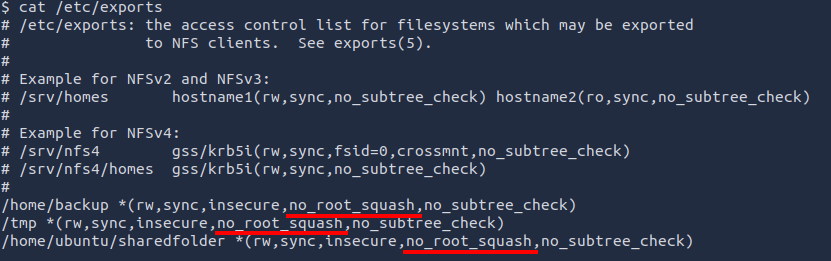 $ cat /etc/exports
# /etc/exports: the access control list for filesystems which may be exported
#               to NFS clients.  See exports(5).
#
# Example for NFSv2 and NFSv3:
# /srv/homes       hostname1(rw,sync,no_subtree_check) hostname2(ro,sync,no_subtree_check)
#
# Example for NFSv4:
# /srv/nfs4        gss/krb5i(rw,sync,fsid=0,crossmnt,no_subtree_check)
# /srv/nfs4/homes  gss/krb5i(rw,sync,no_subtree_check)
#
/home/backup *(rw,sync,insecure,no_root_squash,no_subtree_check)
/tmp *(rw,sync,insecure,no_root_squash,no_subtree_check)
/home/ubuntu/sharedfolder *(rw,sync,insecure,no_root_squash,no_subtree_check)